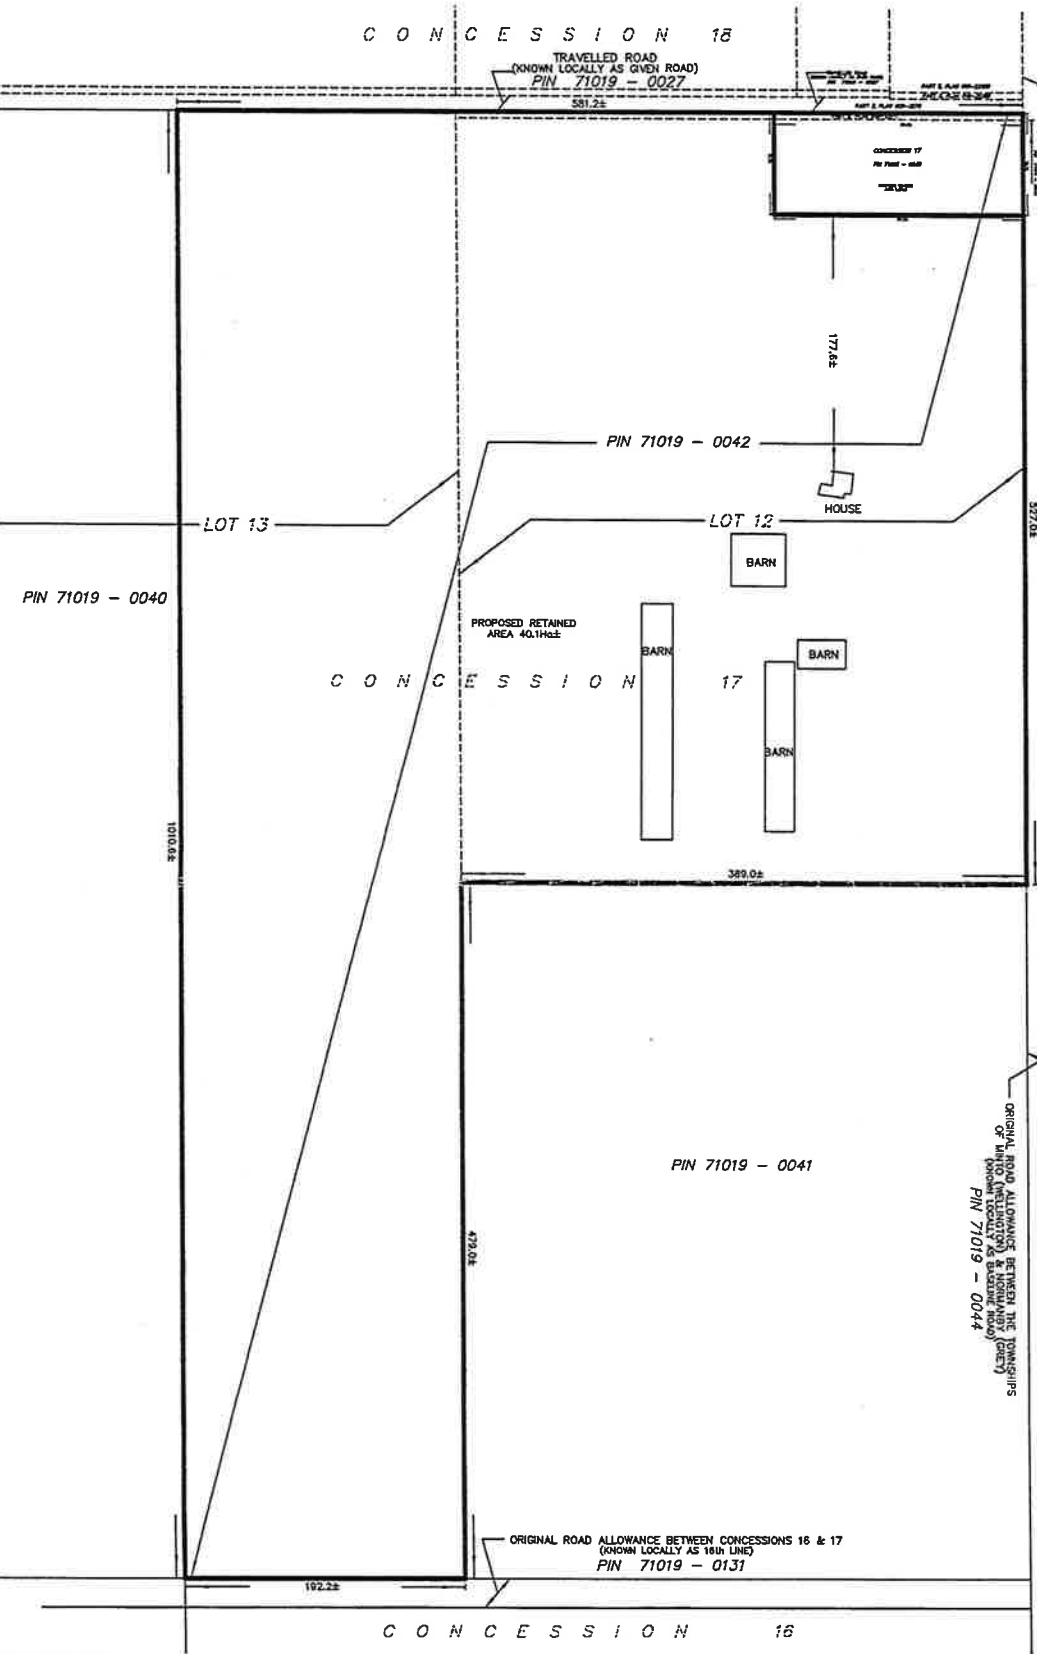 CONCESSION 18
TRAVELLED ROAD
(KNOWN LOCALLY AS GIVEN ROAD)
PIN 71019 - 0027
581.2±
CONCESSION 17
177.6±
PIN 71019 - 0042
HOUSE
LOT 13
LOT 12
527.0±
BARN
PIN 71019 - 0040
PROPOSED RETAINED
AREA 40.1Ha±
BARN
BARN
CONCESSION 17
BARN
1010.6±
389.0±
ORIGINAL ROAD ALLOWANCE BETWEEN THE TOWNSHIPS
OF MINTO (WELLINGTON) & NORMANBY (GREY)
(KNOWN LOCALLY AS BASELINE ROAD)
PIN 71019 - 0044
PIN 71019 - 0041
479.0±
ORIGINAL ROAD ALLOWANCE BETWEEN CONCESSIONS 16 & 17
(KNOWN LOCALLY AS 16th LINE)
PIN 71019 - 0131
192.2±
CONCESSION 16